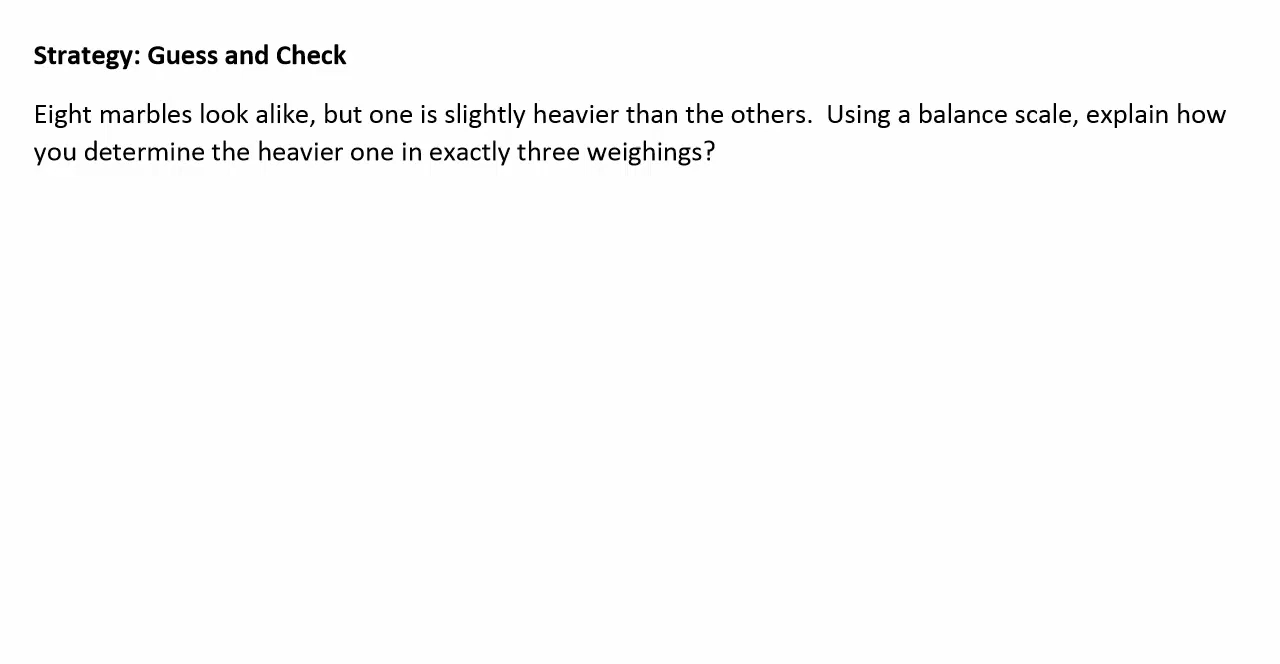 Strategy: Guess and Check
Eight marbles look alike, but one is slightly heavier than the others.  Using a balance scale, explain how
you determine the heavier one in exactly three weighings?